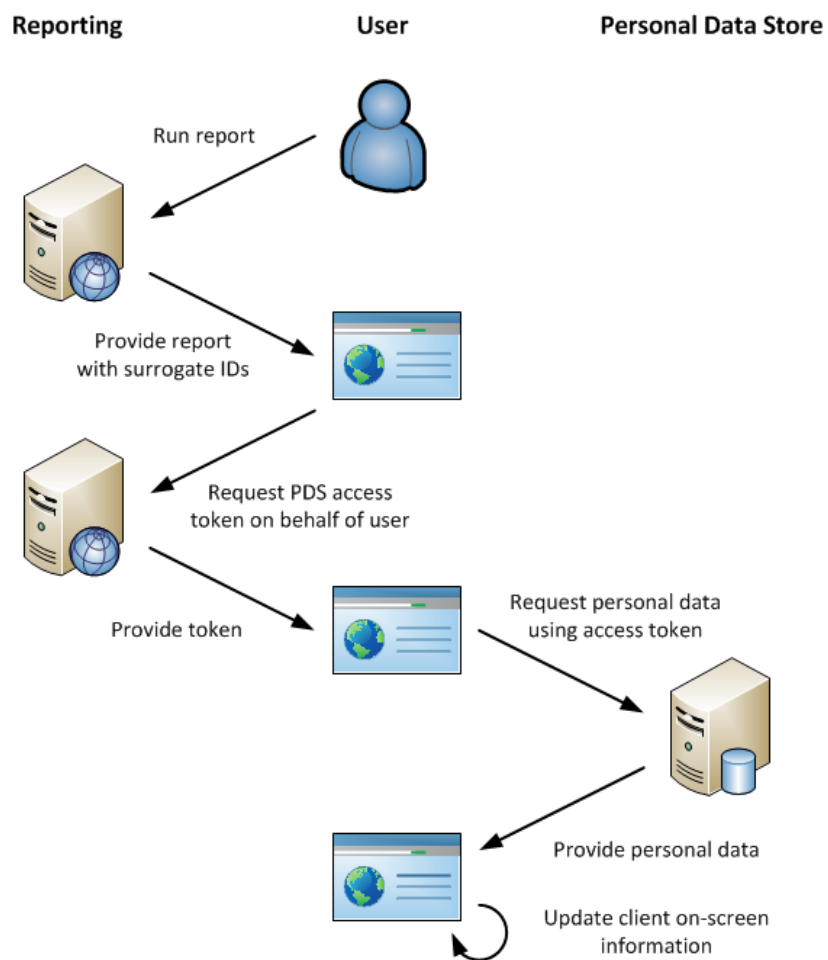 Reporting
User
Personal Data Store
Run report
Provide report
with surrogate IDs
Request PDS access
token on behalf of user
Provide token
Request personal data
using access token
Provide personal data
Update client on-screen
information